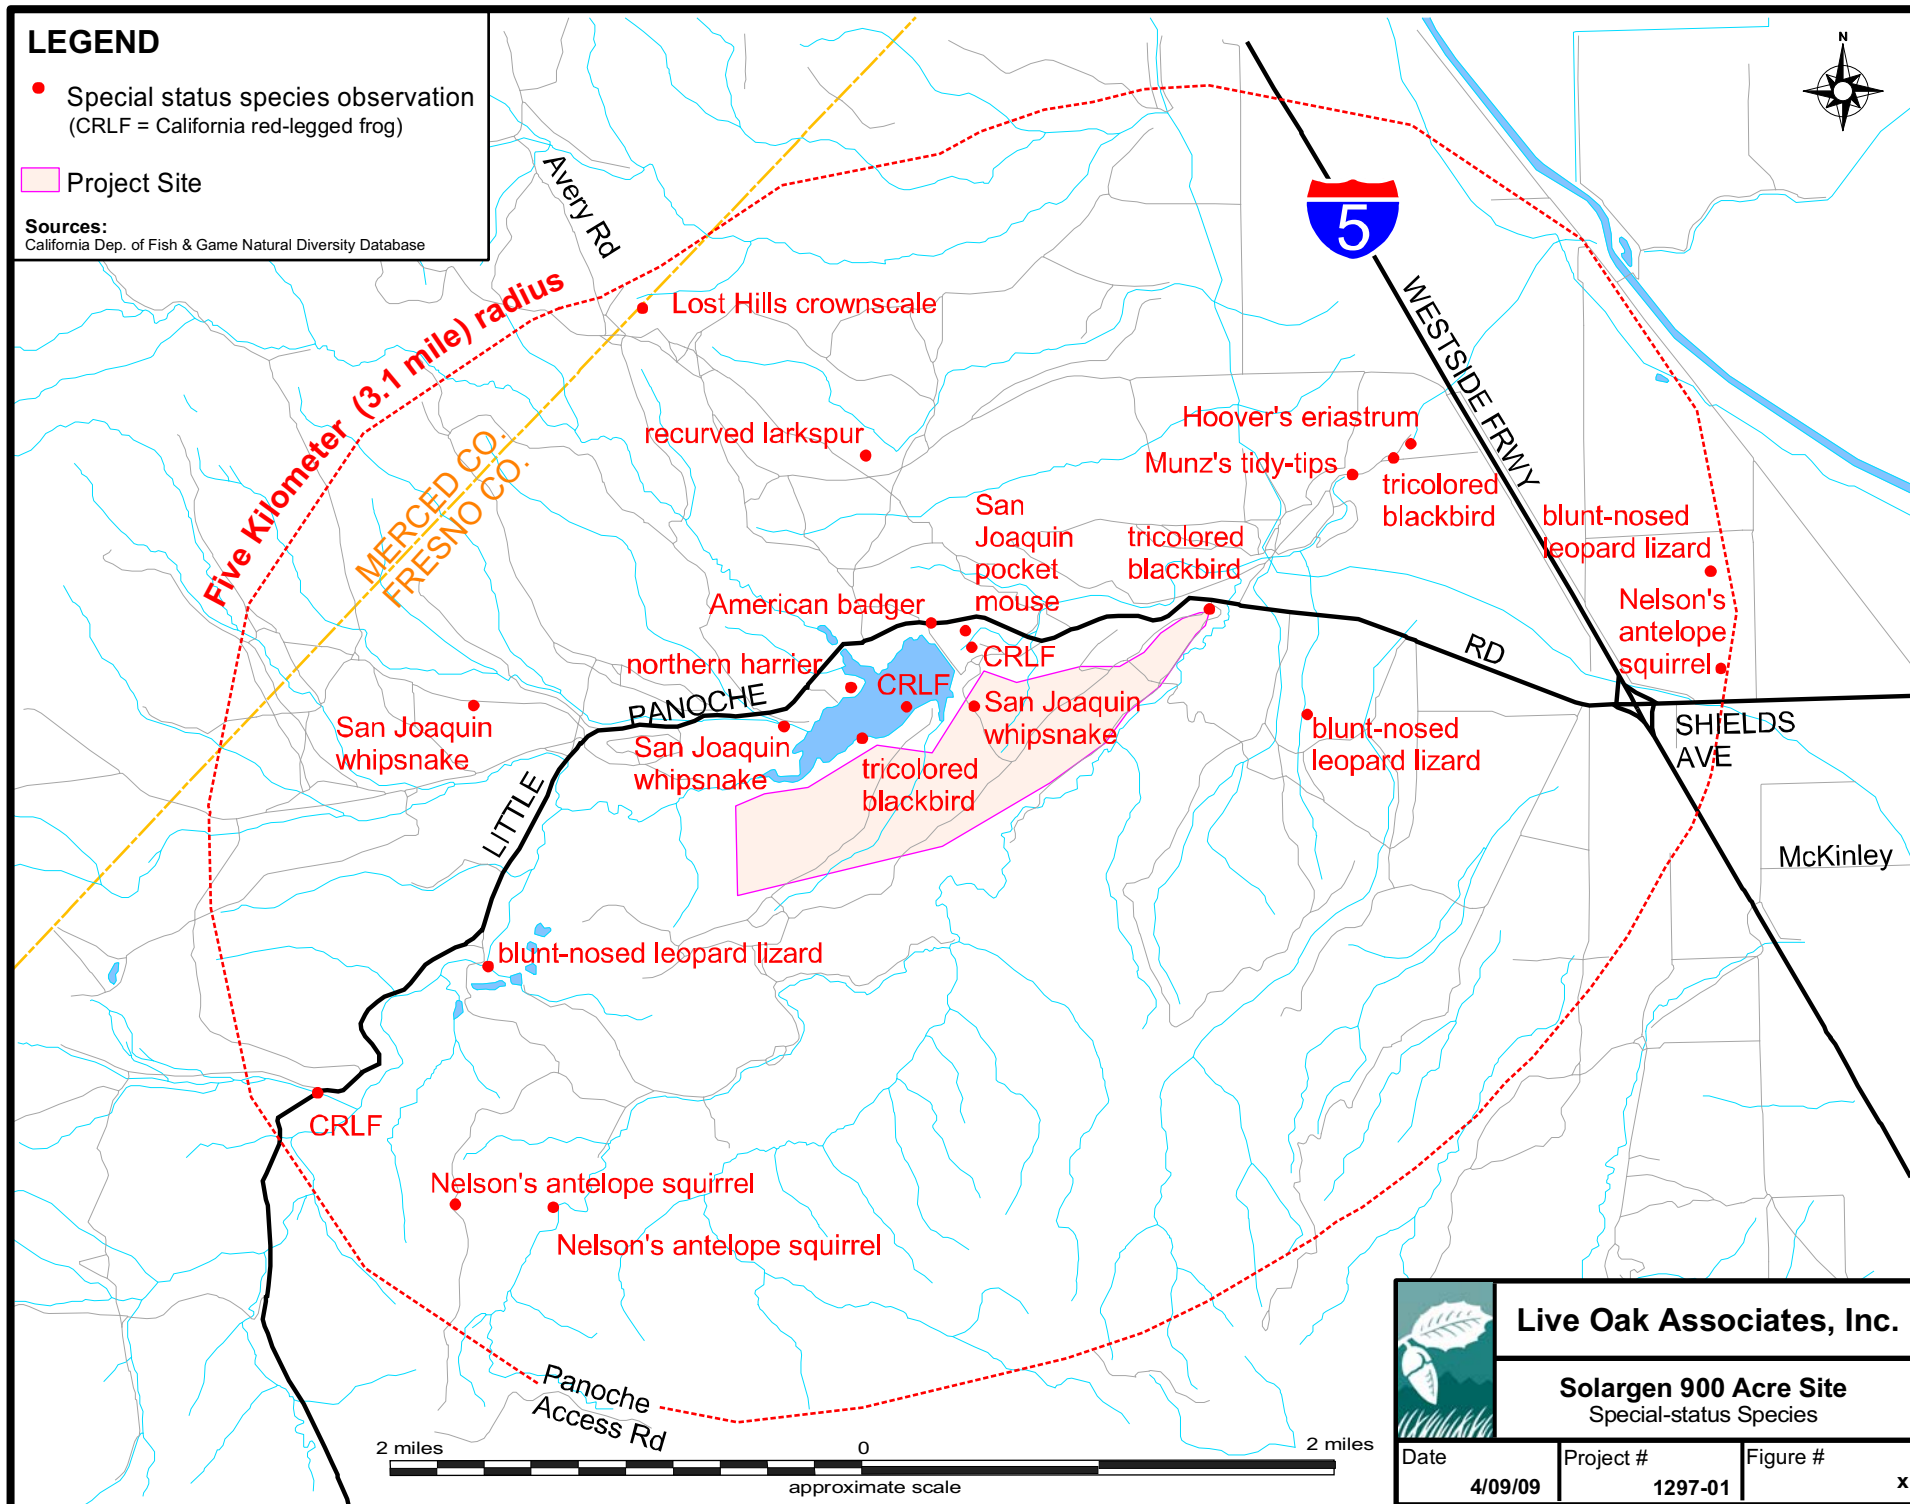 LEGEND
Special status species observation
(CRLF = California red-legged frog)
Project Site
Sources:
California Dep. of Fish & Game Natural Diversity Database
N
Avery Rd
5
WESTSIDE FRWY
Five Kilometer (3.1 mile) radius
MERCED CO.
FRESNO CO.
Lost Hills crownscale
recurved larkspur
Hoover's eriastrum
Munz's tidy-tips
tricolored
blackbird
San
Joaquin
pocket
mouse
tricolored
blackbird
blunt-nosed
leopard lizard
Nelson's
antelope
squirrel
American badger
northern harrier
CRLF
CRLF
San Joaquin
whipsnake
San Joaquin
whipsnake
San Joaquin
whipsnake
tricolored
blackbird
blunt-nosed
leopard lizard
LITTLE
PANOCHE
RD
SHIELDS
AVE
McKinley
blunt-nosed leopard lizard
CRLF
Nelson's antelope squirrel
Nelson's antelope squirrel
Panoche
Access Rd
2 miles
0
2 miles
approximate scale
Live Oak Associates, Inc.
Solargen 900 Acre Site
Special-status Species
Date
4/09/09
Project #
1297-01
Figure #
x